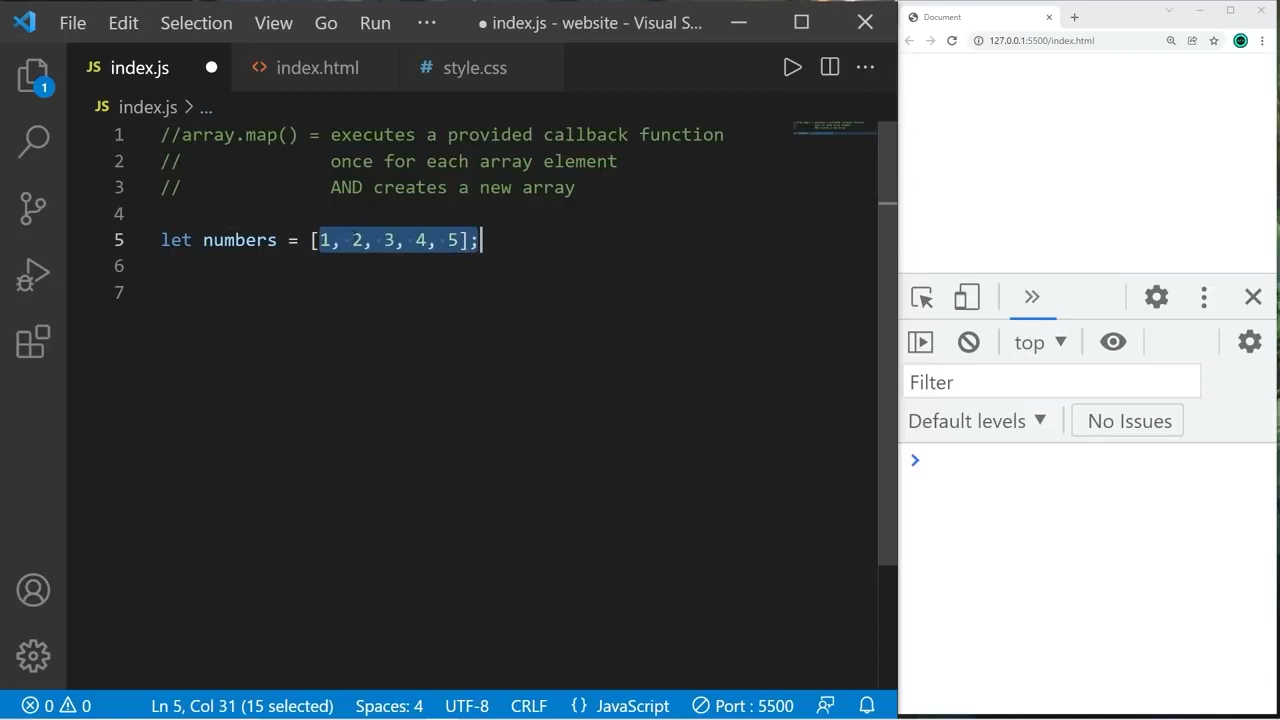 File Edit Selection View Go Run ··· ● index.js - website - Visual S...
JS index.js ● <> index.html # style.css
JS index.js > ...
1 //array.map() = executes a provided callback function
2 // once for each array element
3 // AND creates a new array
4
5 let numbers = [1, 2, 3, 4, 5];
6
7
1
0 0 Ln 5, Col 31 (15 selected) Spaces: 4 UTF-8 CRLF {} JavaScript Port : 5500
Document
127.0.0.1:5500/index.html
top
Filter
Default levels No Issues